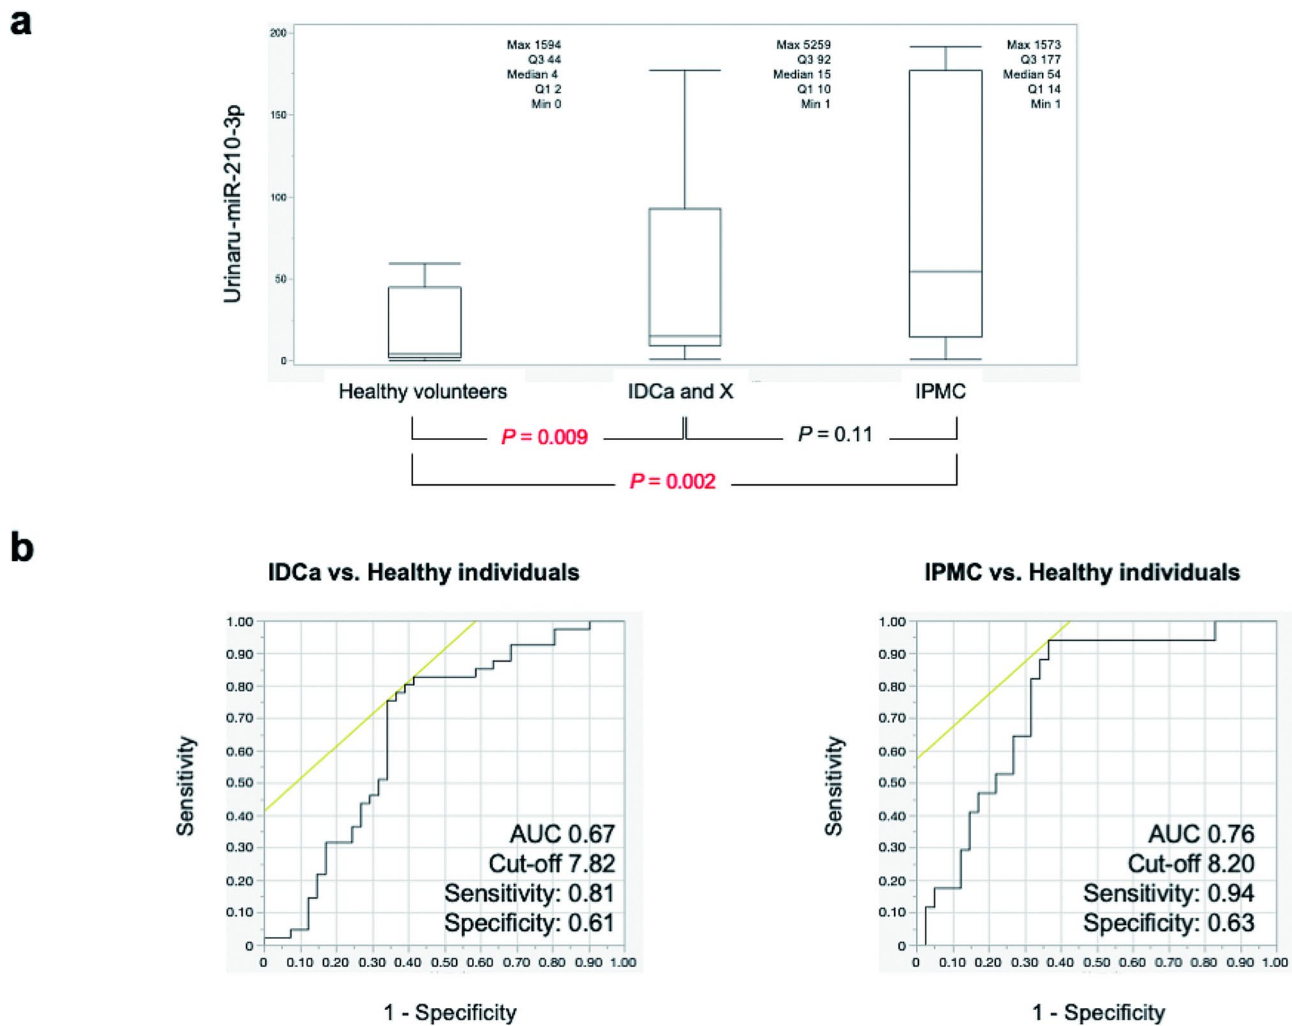 a
Urinaru-miR-210-3p
200
150
100
50
0
Max 1594
Q3 44
Median 4
Q1 2
Min 0
Max 5259
Q3 92
Median 15
Q1 10
Min 1
Max 1573
Q3 177
Median 54
Q1 14
Min 1
Healthy volunteers
IDCa and X
IPMC
P = 0.009
P = 0.11
P = 0.002
b
IDCa vs. Healthy individuals
Sensitivity
1.00
0.90
0.80
0.70
0.60
0.50
0.40
0.30
0.20
0.10
0
AUC 0.67
Cut-off 7.82
Sensitivity: 0.81
Specificity: 0.61
0 0.10 0.20 0.30 0.40 0.50 0.60 0.70 0.80 0.90 1.00
1 - Specificity
IPMC vs. Healthy individuals
Sensitivity
1.00
0.90
0.80
0.70
0.60
0.50
0.40
0.30
0.20
0.10
0
AUC 0.76
Cut-off 8.20
Sensitivity: 0.94
Specificity: 0.63
0 0.10 0.20 0.30 0.40 0.50 0.60 0.70 0.80 0.90 1.00
1 - Specificity